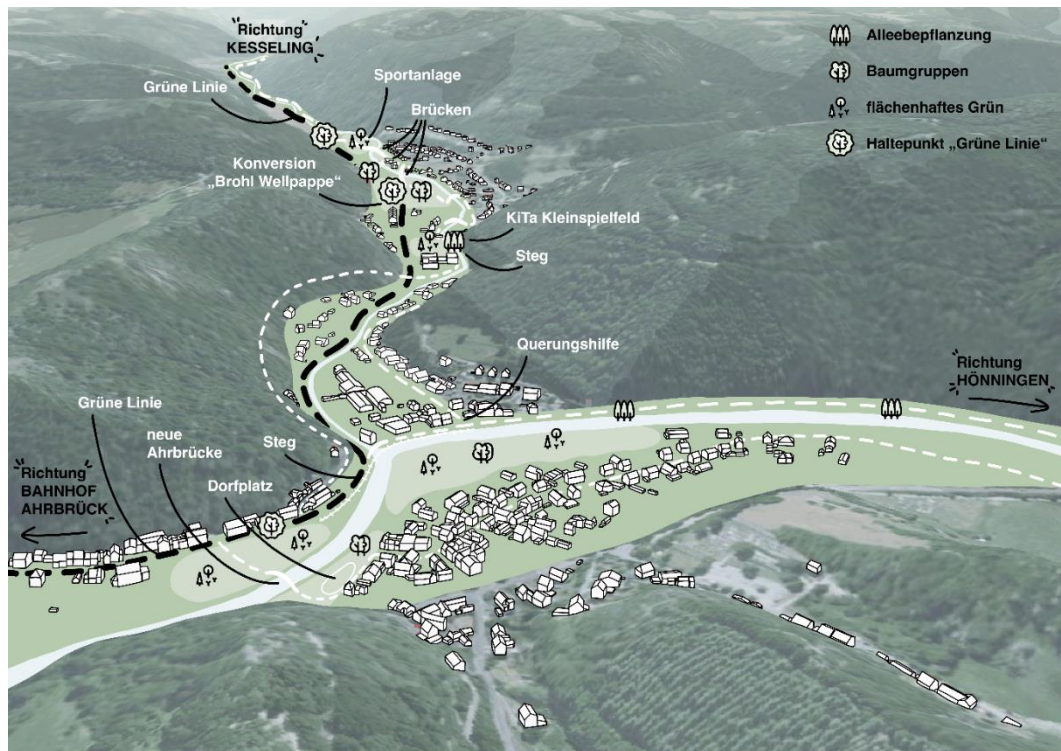 Richtung
KESSELING
Grüne Linie
Sportanlage
Brücken
Konversion
„Brohl Wellpappe“
KiTa Kleinspielfeld
Steg
Querungshilfe
Richtung
HÖNNINGEN
Grüne Linie
neue
Ahrbrücke
Steg
Dorfplatz
Richtung
BAHNHOF
AHRBRÜCK
Alleebepflanzung
Baumgruppen
flächenhaftes Grün
Haltepunkt „Grüne Linie“